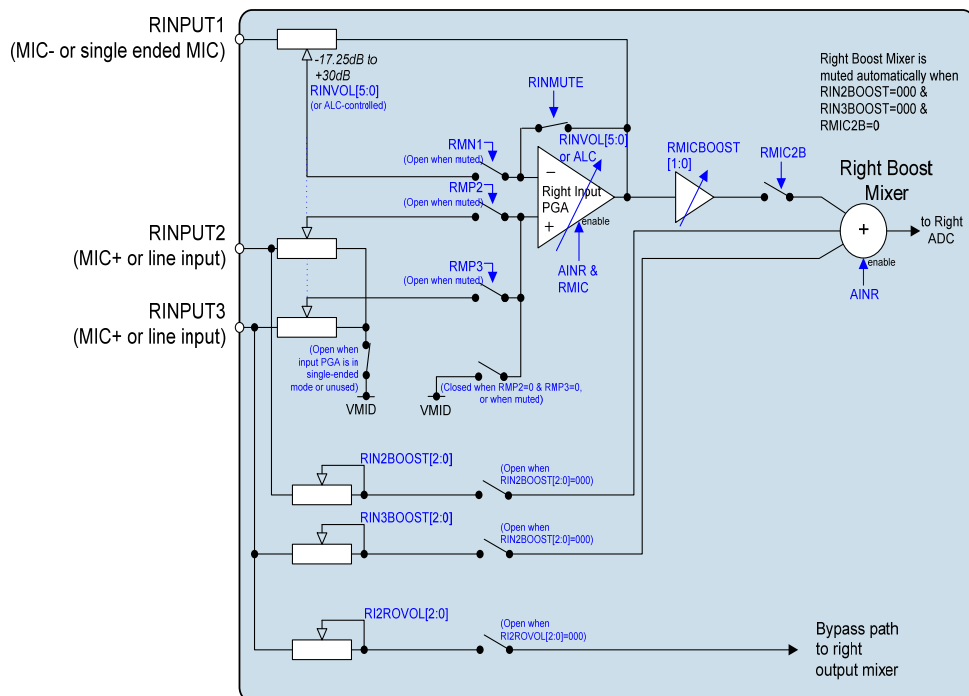 RINPUT1
(MIC- or single ended MIC)
-17.25dB to
+30dB
RINVOL[5:0]
(or ALC-controlled)
RINMUTE
Right Boost Mixer is
muted automatically when
RIN2BOOST=000 &
RIN3BOOST=000 &
RMIC2B=0
RMN1
(Open when muted)
RINVOL[5:0]
or ALC
RMICBOOST
[1:0]
RMIC2B
Right Boost
Mixer
RMP2
(Open when muted)
−
Right Input
PGA
+
enable
+
enable
to Right
ADC
RINPUT2
(MIC+ or line input)
RMP3
(Open when muted)
AINR &
RMIC
AINR
RINPUT3
(MIC+ or line input)
(Open when
input PGA is in
single-ended
mode or unused)
VMID
VMID
(Closed when RMP2=0 & RMP3=0,
or when muted)
RIN2BOOST[2:0]
(Open when
RIN2BOOST[2:0]=000)
RIN3BOOST[2:0]
(Open when
RIN2BOOST[2:0]=000)
RI2ROVOL[2:0]
(Open when
RI2ROVOL[2:0]=000)
Bypass path
to right
output mixer